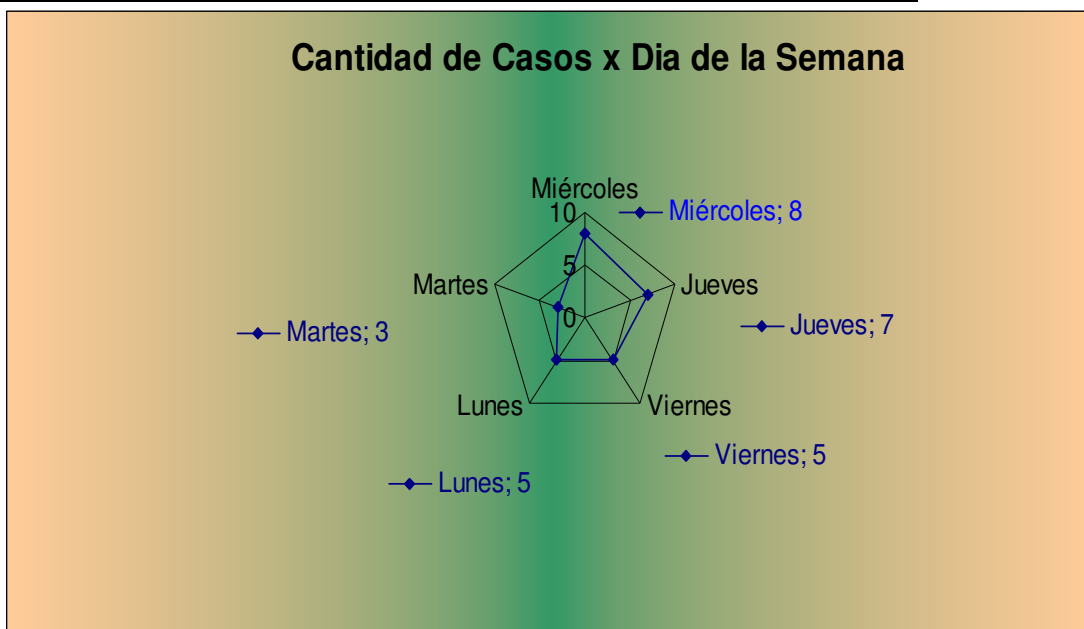 Cantidad de Casos x Dia de la Semana
Miércoles
10
Miércoles; 8
5
Martes
Jueves
0
Martes; 3
Jueves; 7
Lunes
Viernes
Viernes; 5
Lunes; 5